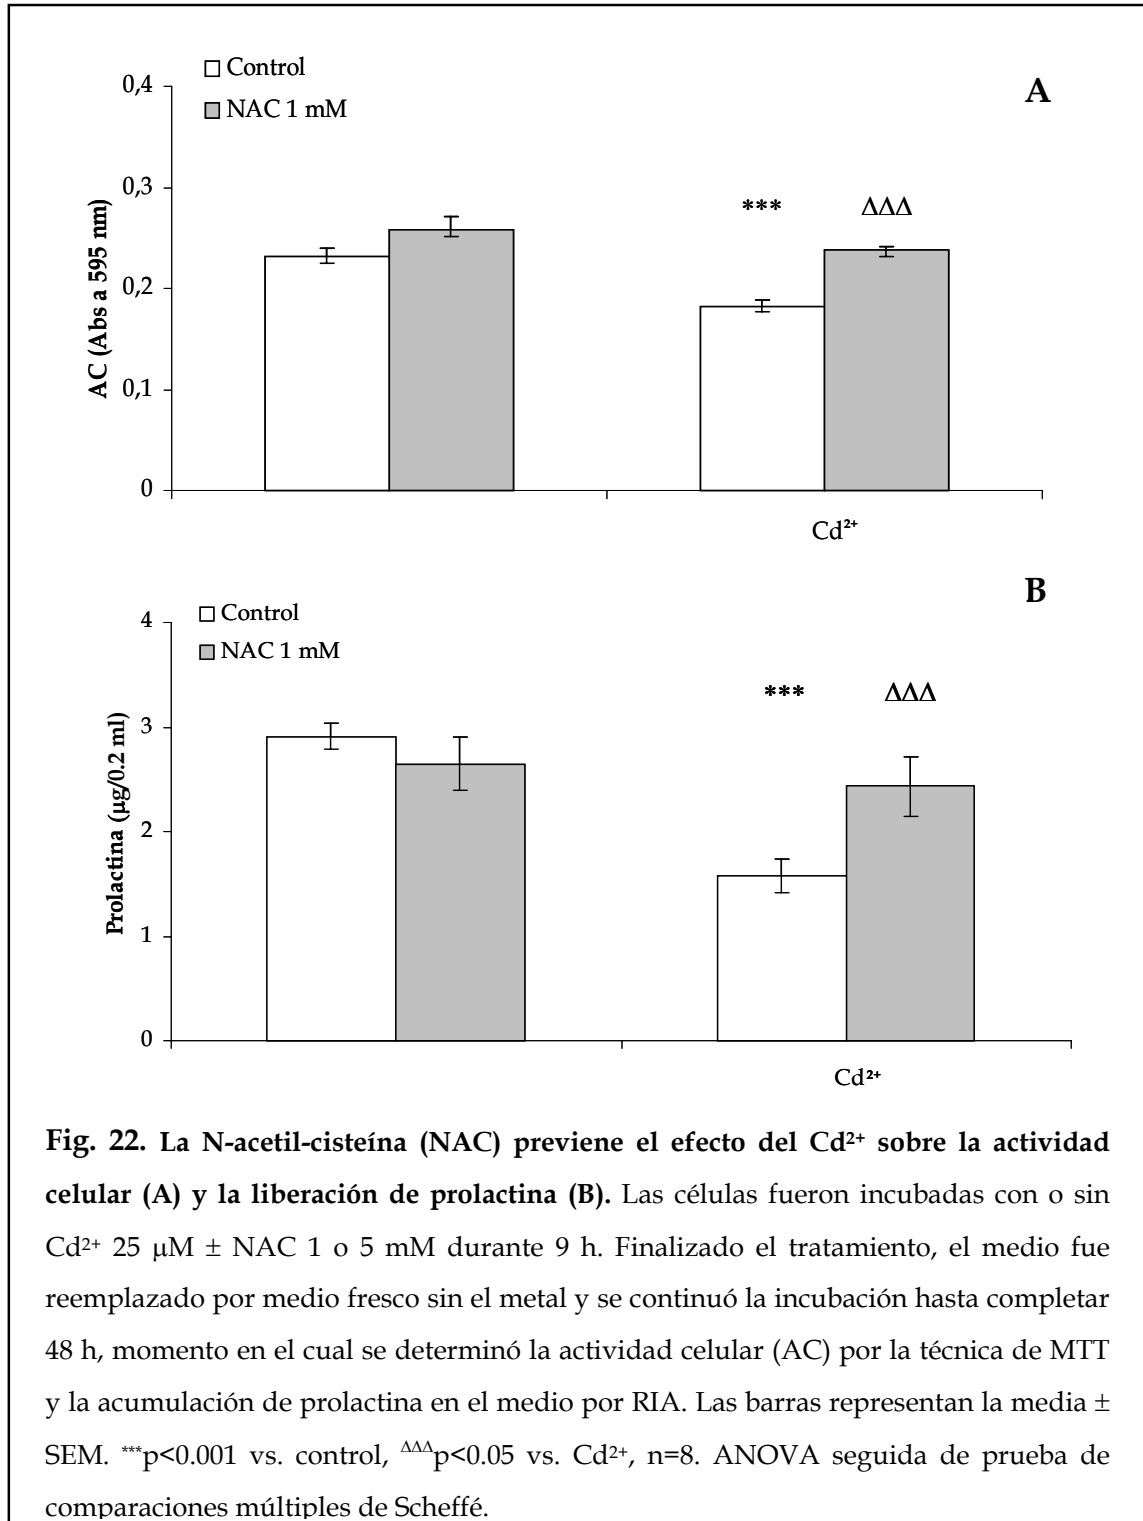 Control
NAC 1 mM
A
0,4
0,3
0,2
0,1
0
AC (Abs a 595 nm)
*** ΔΔΔ
Cd²⁺
B
Control
NAC 1 mM
4
3
2
1
0
Prolactina (μg/0.2 ml)
*** ΔΔΔ
Cd²⁺
Fig. 22. La N-acetil-cisteína (NAC) previene el efecto del Cd²⁺ sobre la actividad
celular (A) y la liberación de prolactina (B). Las células fueron incubadas con o sin
Cd²⁺ 25 μM ± NAC 1 o 5 mM durante 9 h. Finalizado el tratamiento, el medio fue
reemplazado por medio fresco sin el metal y se continuó la incubación hasta completar
48 h, momento en el cual se determinó la actividad celular (AC) por la técnica de MTT
y la acumulación de prolactina en el medio por RIA. Las barras representan la media ±
SEM. ***p<0.001 vs. control, ΔΔΔp<0.05 vs. Cd²⁺, n=8. ANOVA seguida de prueba de
comparaciones múltiples de Scheffé.